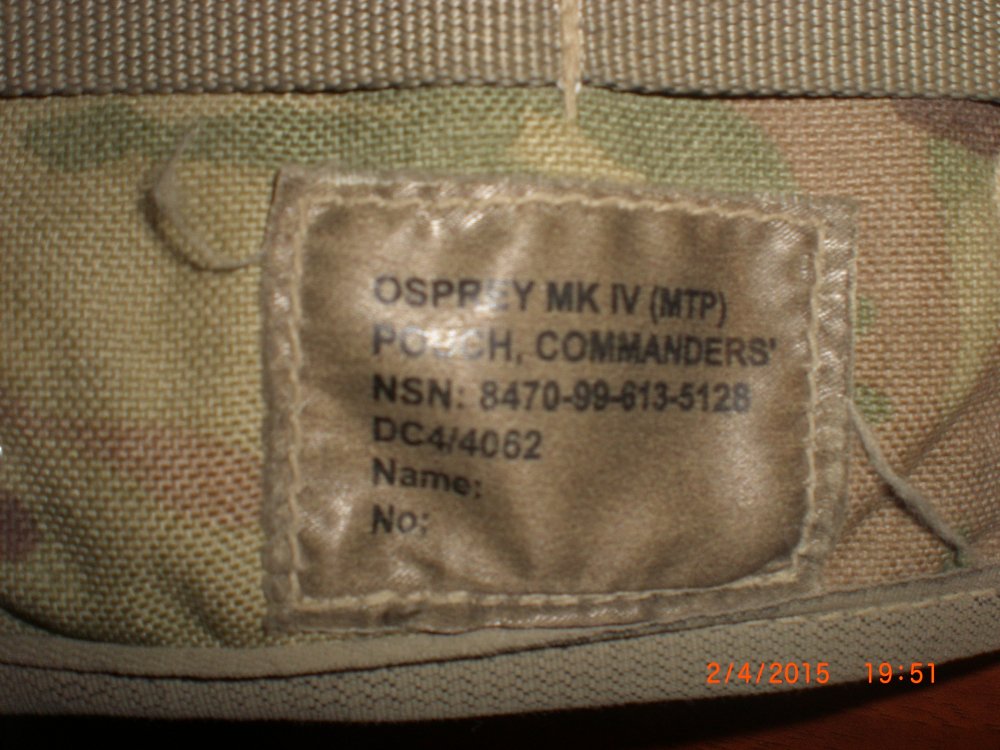 OSPREY MK IV (MTP)
POUCH, COMMANDERS'
NSN: 8470-99-613-5128
DC4/4062
Name:
No:
2/4/2015 19:51